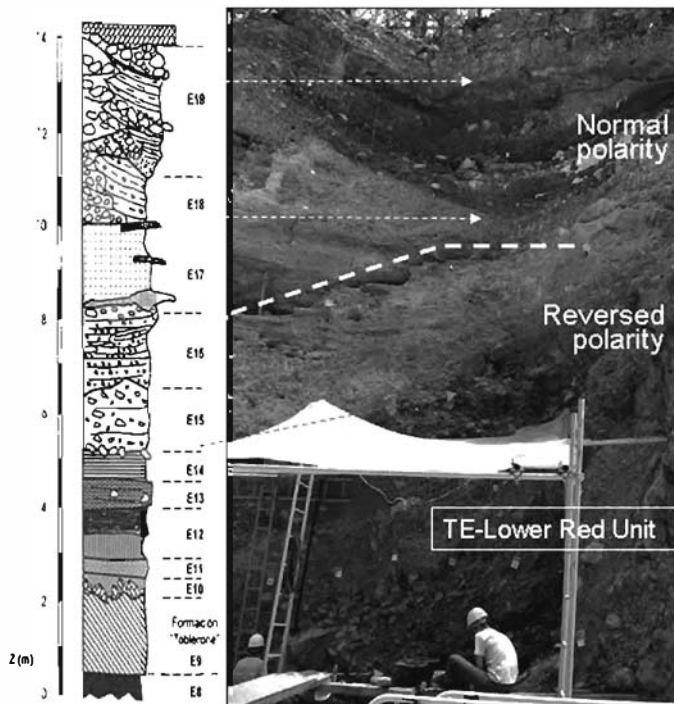 14
E19
12
E18
10
E17
8
E16
6
E15
E14
E13
4
E12
E11
E10
2
Formación
"Toblerone"
E9
Z (m)
0
E8
Normal
polarity
Reversed
polarity
TE-Lower Red Unit